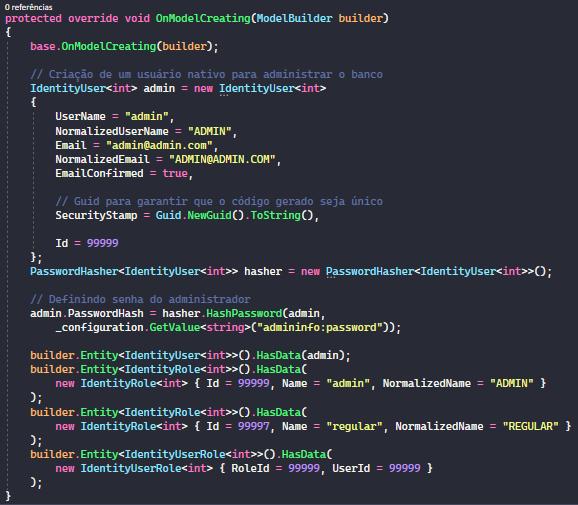 0 referências
protected override void OnModelCreating(ModelBuilder builder)
{
base.OnModelCreating(builder);
// Criação de um usuário nativo para administrar o banco
IdentityUser<int> admin = new IdentityUser<int>
{
UserName = "admin",
NormalizedUserName = "ADMIN",
Email = "admin@admin.com",
NormalizedEmail = "ADMIN@ADMIN.COM",
EmailConfirmed = true,
// Guid para garantir que o código gerado seja único
SecurityStamp = Guid.NewGuid().ToString(),
Id = 99999
};
PasswordHasher<IdentityUser<int>> hasher = new PasswordHasher<IdentityUser<int>>();
// Definindo senha do administrador
admin.PasswordHash = hasher.HashPassword(admin,
_configuration.GetValue<string>("admininfo:password"));
builder.Entity<IdentityUser<int>>().HasData(admin);
builder.Entity<IdentityRole<int>>().HasData(
new IdentityRole<int> { Id = 99999, Name = "admin", NormalizedName = "ADMIN" }
);
builder.Entity<IdentityRole<int>>().HasData(
new IdentityRole<int> { Id = 99997, Name = "regular", NormalizedName = "REGULAR" }
);
builder.Entity<IdentityUserRole<int>>().HasData(
new IdentityUserRole<int> { RoleId = 99999, UserId = 99999 }
);
}